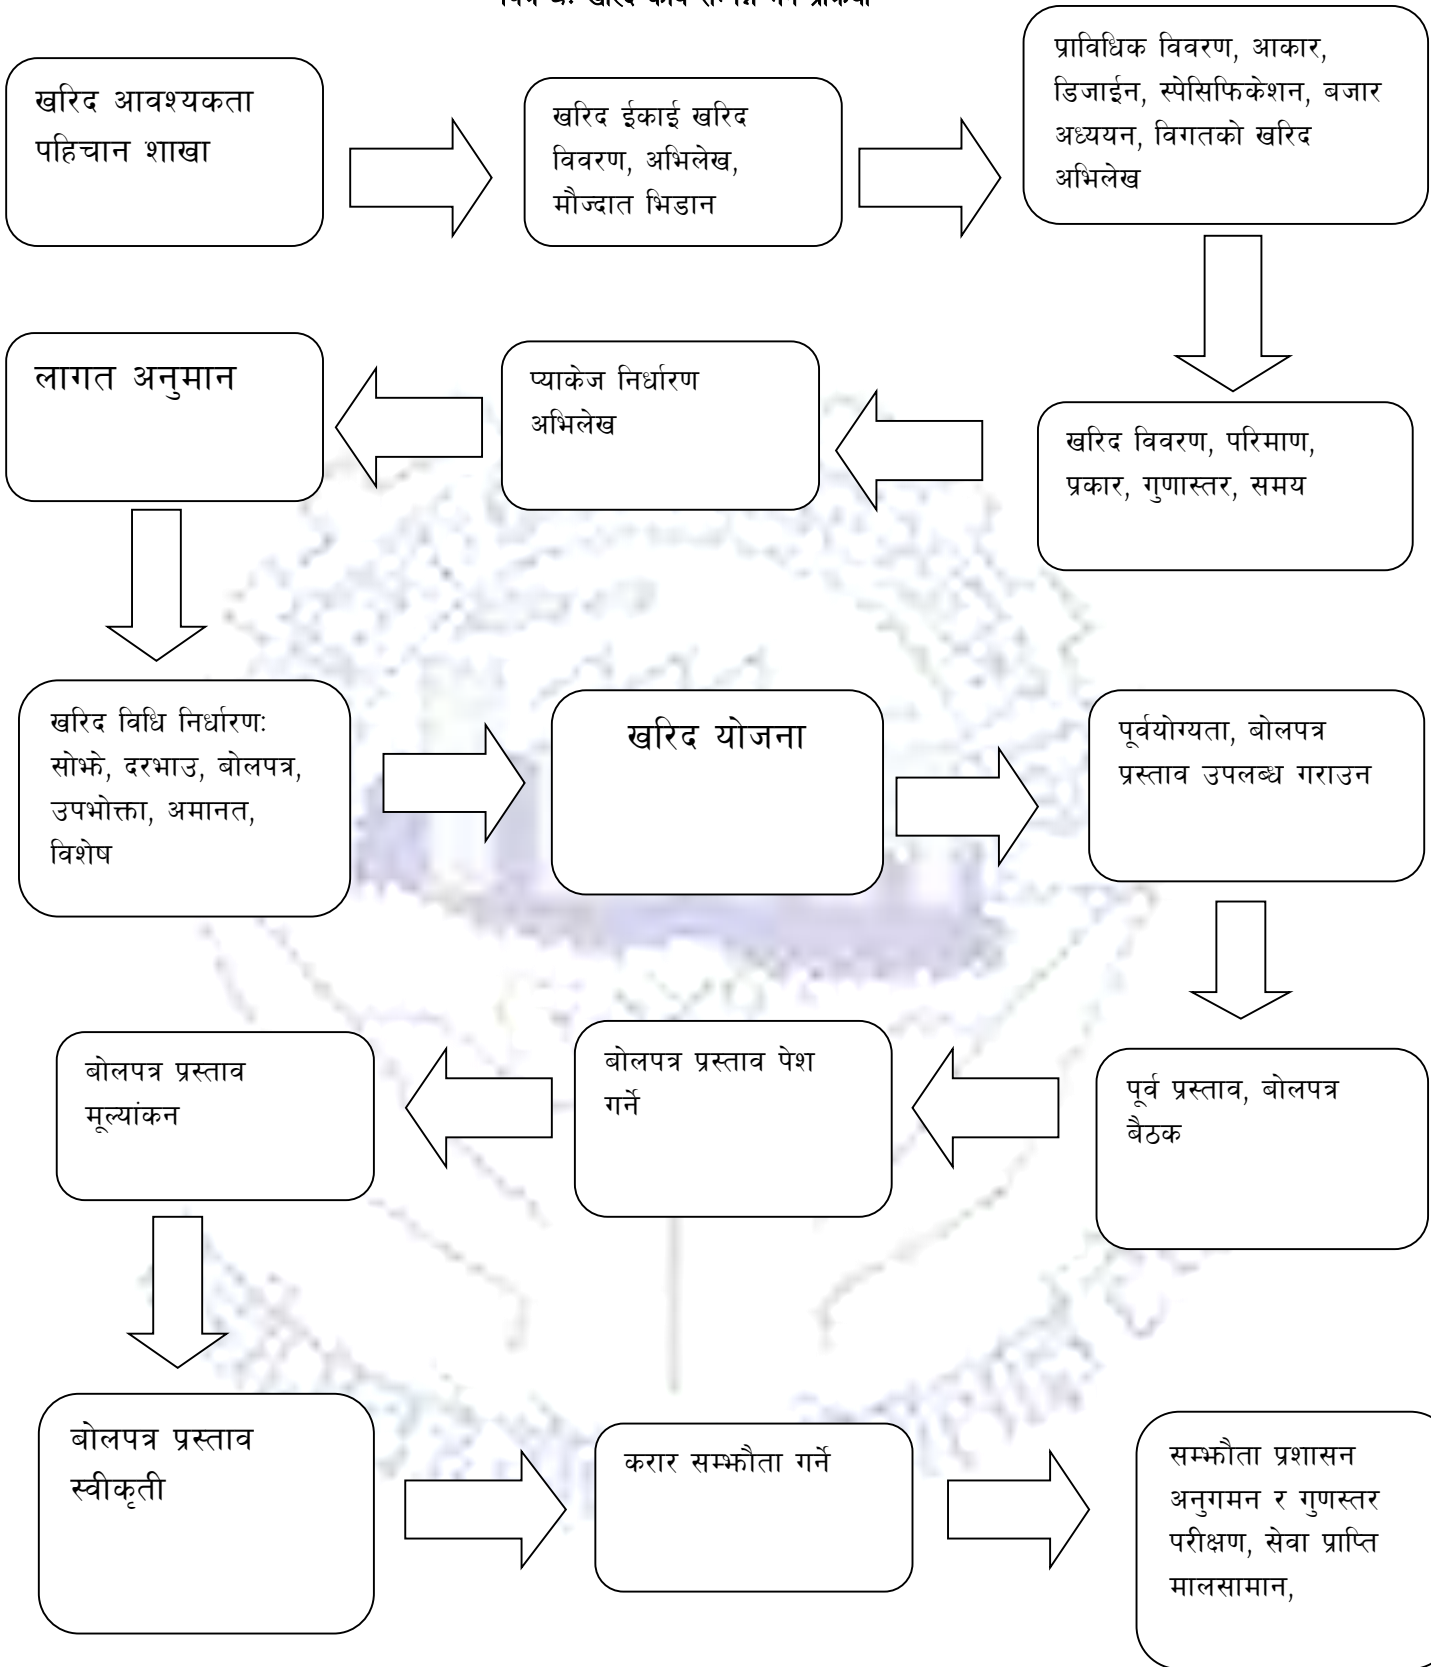 खरिद आवश्यकता
पहिचान शाखा
खरिद ईकाई खरिद
विवरण, अभिलेख,
मौज्दात भिडान
प्राविधिक विवरण, आकार,
डिजाईन, स्पेसिफिकेशन, बजार
अध्ययन, विगतको खरिद
अभिलेख
खरिद विवरण, परिमाण,
प्रकार, गुणास्तर, समय
प्याकेज निर्धारण
अभिलेख
लागत अनुमान
खरिद विधि निर्धारणः
सोझै, दरभाउ, बोलपत्र,
उपभोक्ता, अमानत,
विशेष
खरिद योजना
पूर्वयोग्यता, बोलपत्र
प्रस्ताव उपलब्ध गराउन
पूर्व प्रस्ताव, बोलपत्र
बैठक
बोलपत्र प्रस्ताव पेश
गर्ने
बोलपत्र प्रस्ताव
मूल्यांकन
बोलपत्र प्रस्ताव
स्वीकृती
करार सम्झौता गर्ने
सम्झौता प्रशासन
अनुगमन र गुणस्तर
परीक्षण, सेवा प्राप्ति
मालसामान,